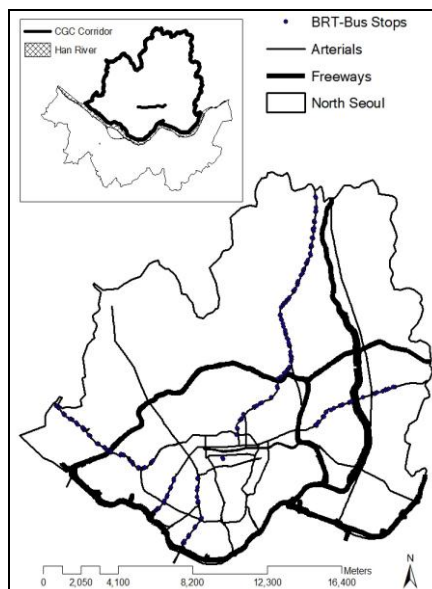 CGC Corridor
Han River
BRT-Bus Stops
Arterials
Freeways
North Seoul
Meters
0 2,050 4,100 8,200 12,300 16,400
N